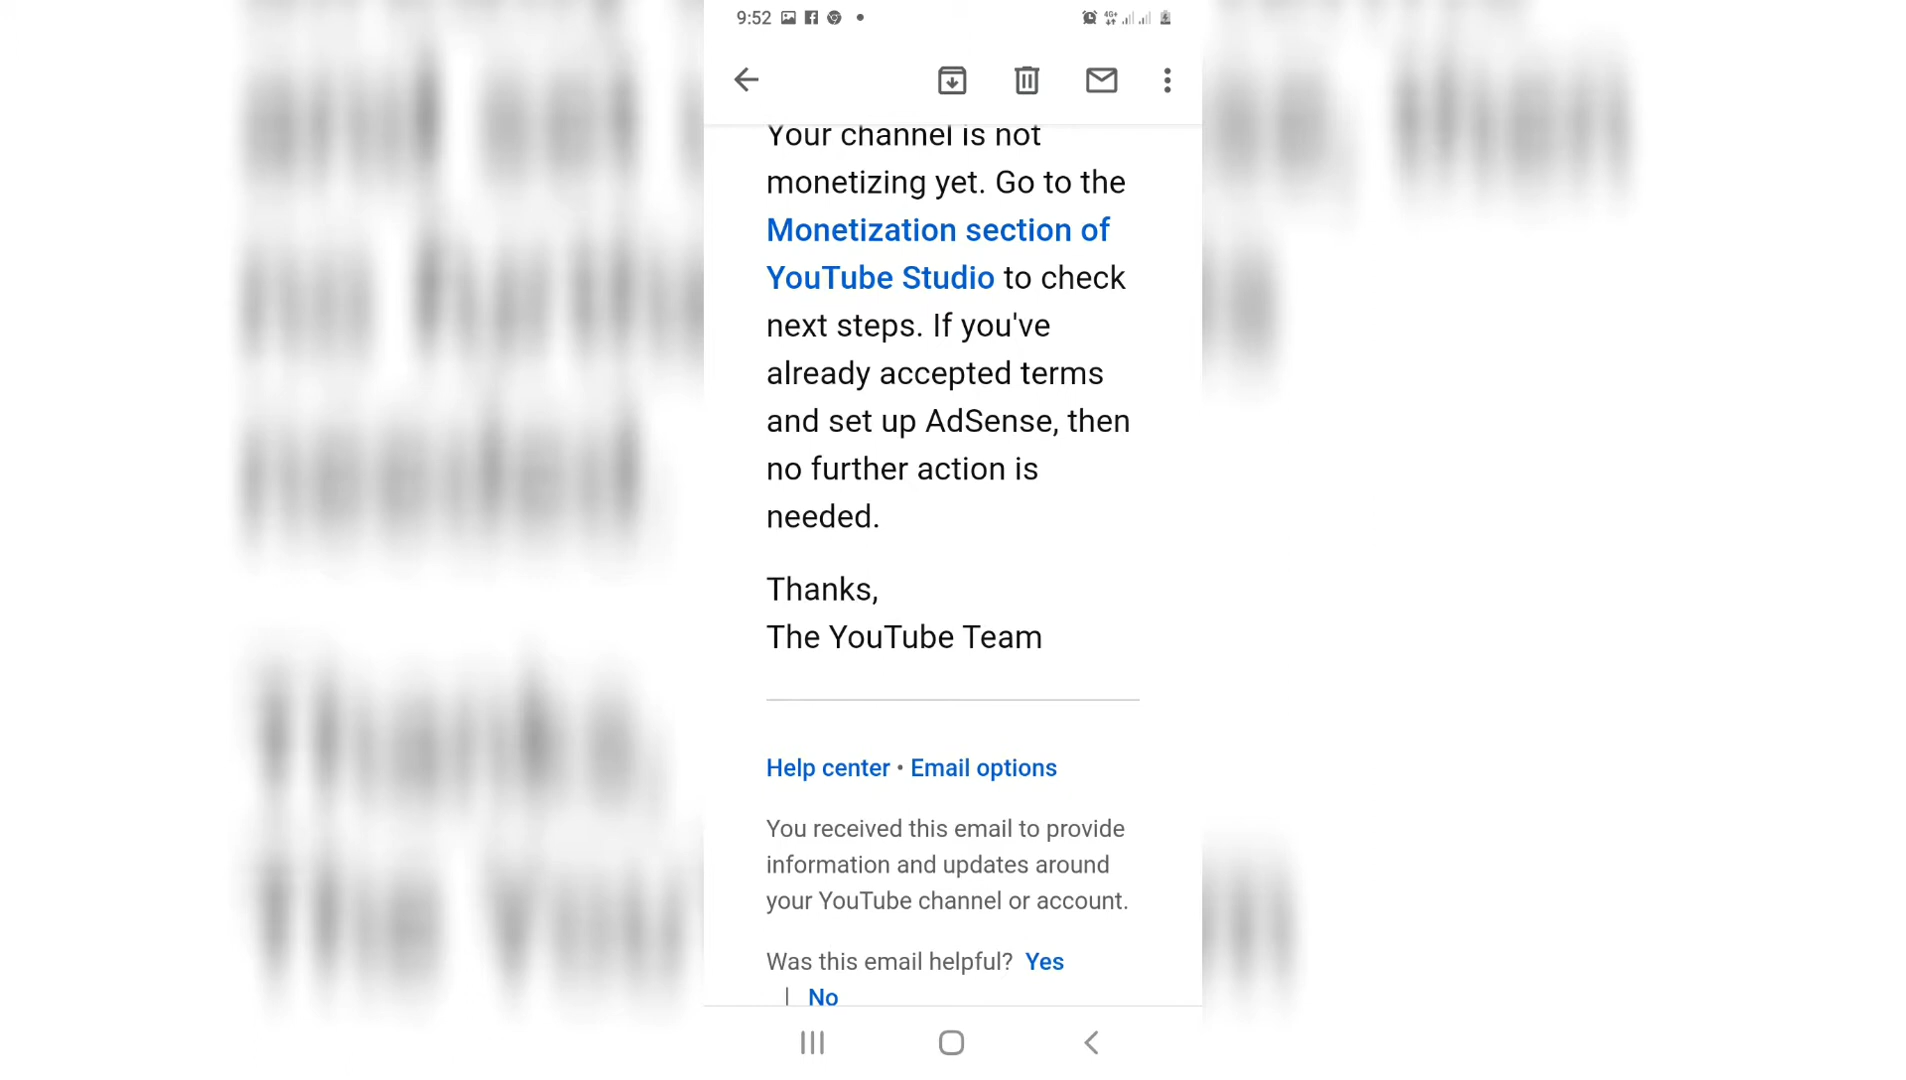 9:52
4G+
Your channel is not
monetizing yet. Go to the
Monetization section of
YouTube Studio to check
next steps. If you've
already accepted terms
and set up AdSense, then
no further action is
needed.
Thanks,
The YouTube Team
Help center • Email options
You received this email to provide
information and updates around
your YouTube channel or account.
Was this email helpful? Yes
| No